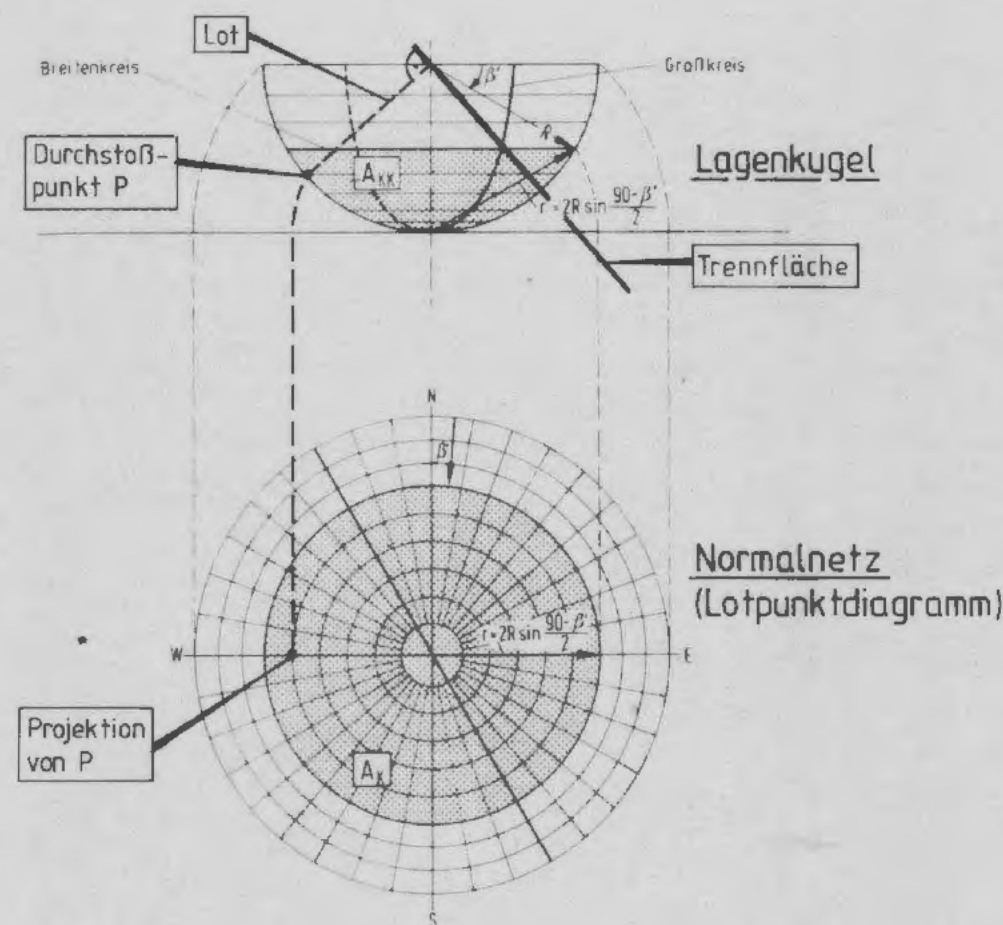 Lot
Breitenkreis
β'
Großkreis
Durchstoß-
punkt P
A_KK
R
Lagenkugel
r = 2R sin (90-β')/2
Trennfläche
N
β'
Normalnetz
(Lotpunktdiagramm)
r = 2R sin (90-β')/2
W
E
Projektion
von P
A_K
S